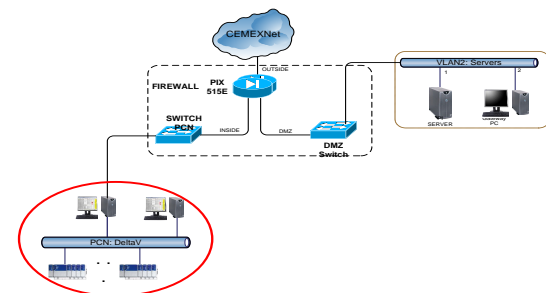 CEMEXNet
OUTSIDE
FIREWALL
PIX
515E
SWITCH
PCN
INSIDE
DMZ
DMZ
Switch
VLAN2: Servers
1
2
SERVER
PC
PCN: DeltaV